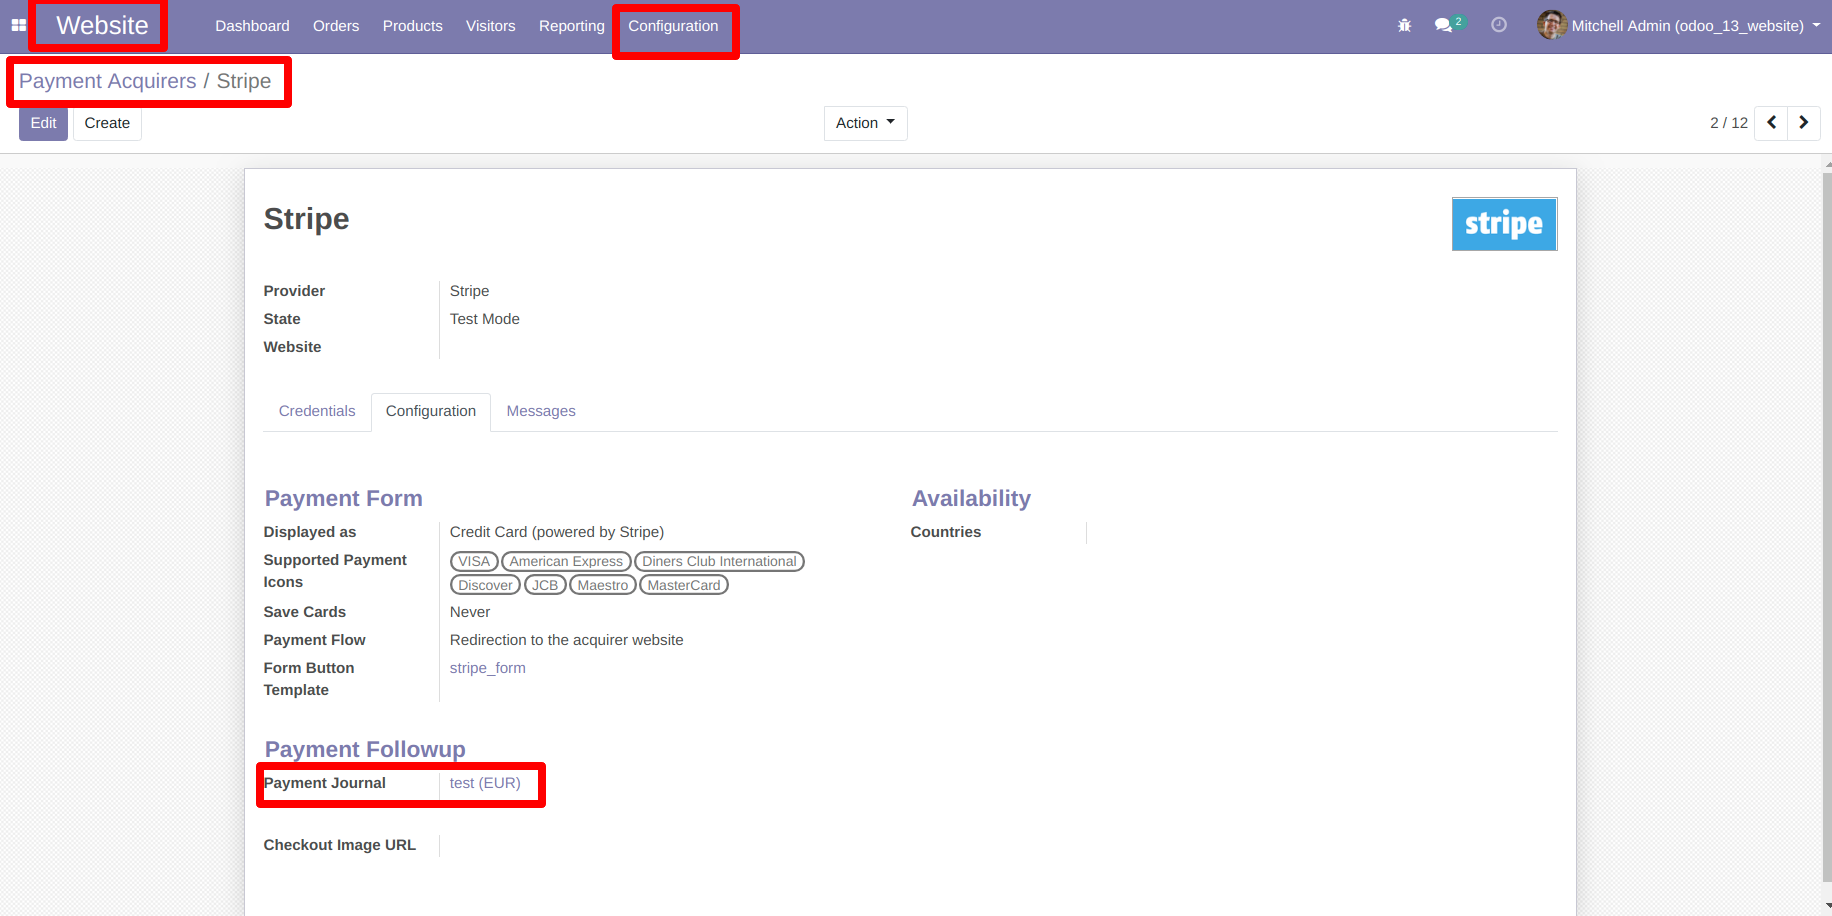 Website Dashboard Orders Products Visitors Reporting Configuration 2 Mitchell Admin (odoo_13_website)
Payment Acquirers / Stripe
Edit Create Action 2 / 12
Stripe
stripe
Provider Stripe
State Test Mode
Website
Credentials Configuration Messages
Payment Form Availability
Displayed as Credit Card (powered by Stripe) Countries
Supported Payment VISA American Express Diners Club International
Icons Discover JCB Maestro MasterCard
Save Cards Never
Payment Flow Redirection to the acquirer website
Form Button stripe_form
Template
Payment Followup
Payment Journal test (EUR)
Checkout Image URL